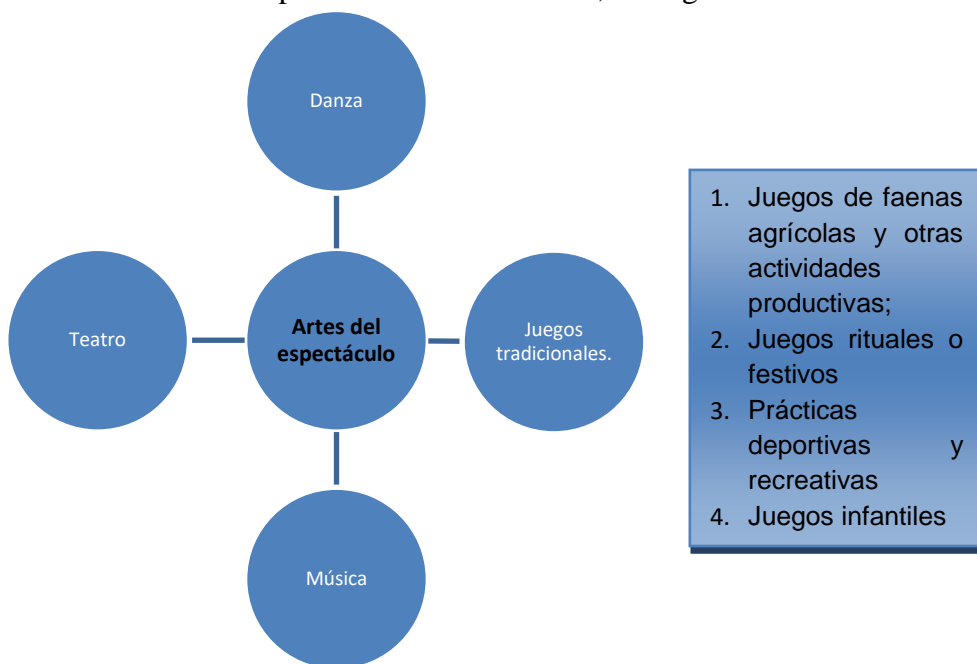 Danza
Teatro
Artes del
espectáculo
Juegos
tradicionales.
Música
1. Juegos de faenas
agrícolas y otras
actividades
productivas;
2. Juegos rituales o
festivos
3. Prácticas
deportivas y
recreativas
4. Juegos infantiles